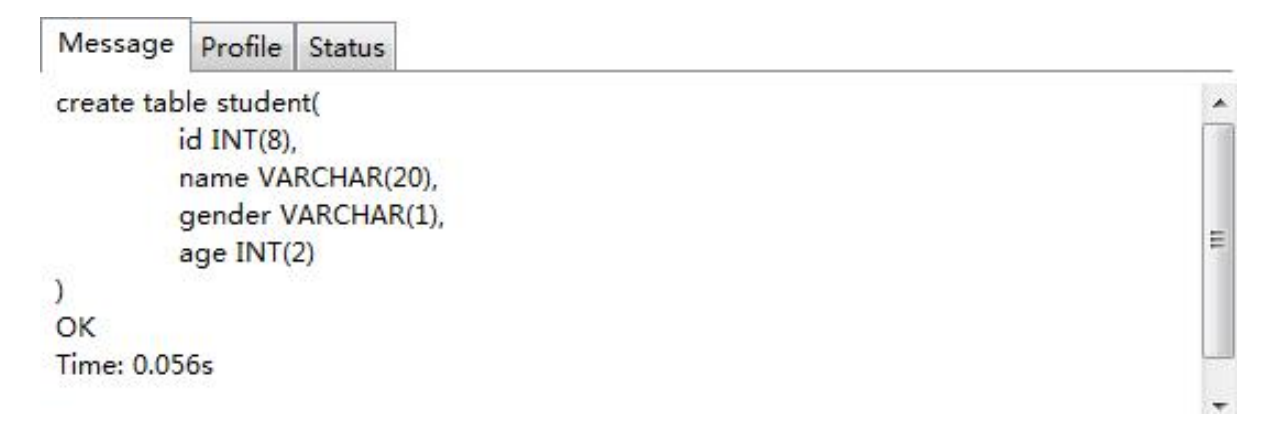 Message Profile Status
create table student(
id INT(8),
name VARCHAR(20),
gender VARCHAR(1),
age INT(2)
)
OK
Time: 0.056s